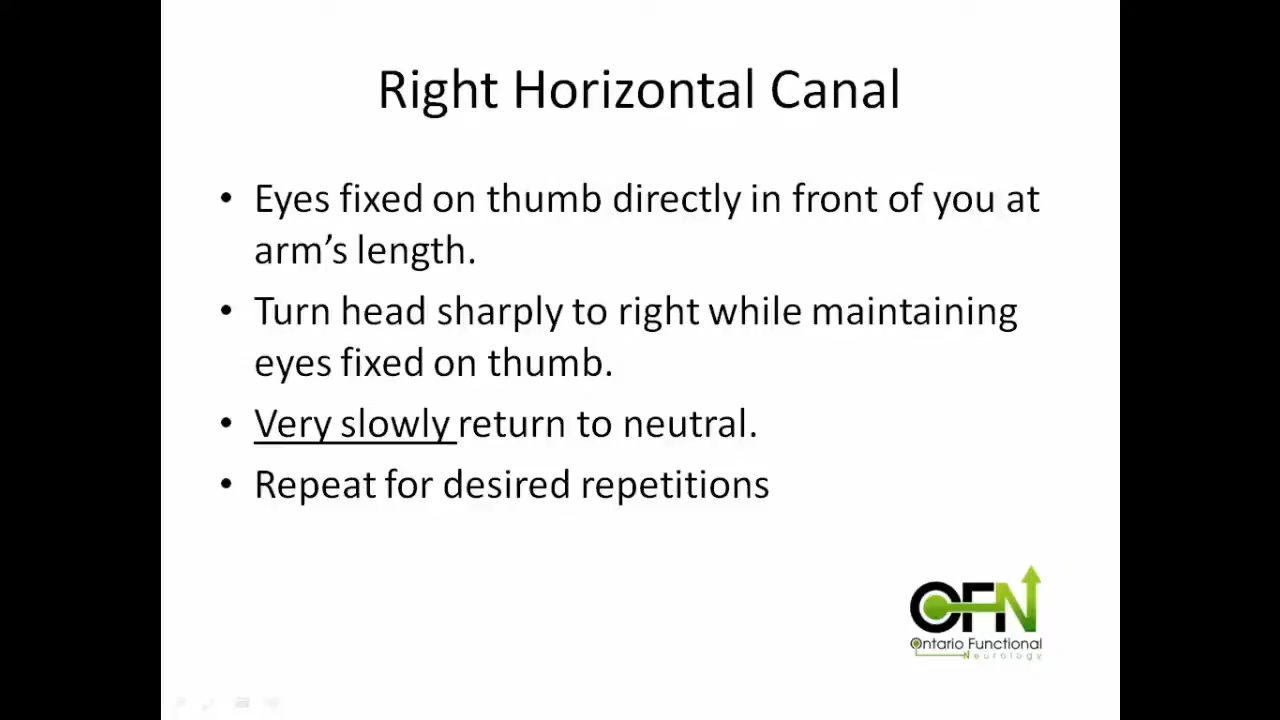 Right Horizontal Canal
• Eyes fixed on thumb directly in front of you at
arm’s length.
• Turn head sharply to right while maintaining
eyes fixed on thumb.
• Very slowly return to neutral.
• Repeat for desired repetitions
OFN
Ontario Functional
Neurology